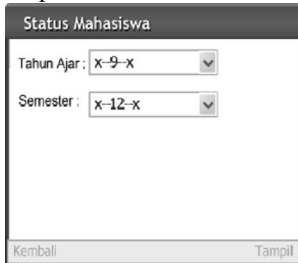 Status Mahasiswa
Tahun Ajar : x--9--x
Semester : x--12--x
Kembali Tampil